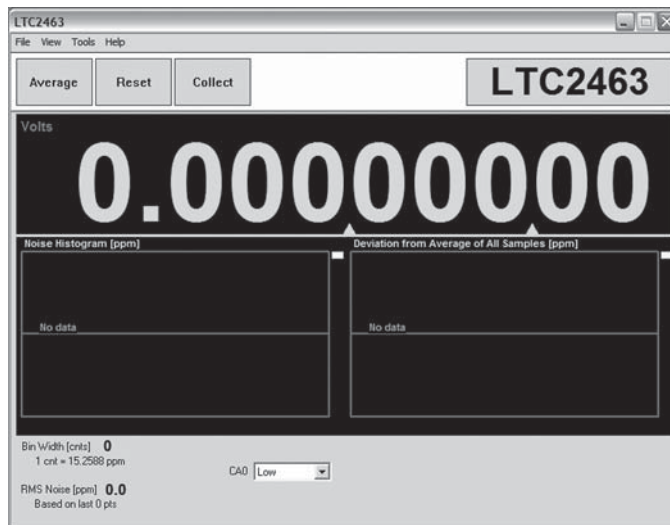 LTC2463
File View Tools Help
Average Reset Collect LTC2463
Volts
0.00000000
Noise Histogram [ppm] Deviation from Average of All Samples [ppm]
No data No data
Bin Width [cnts] 0
1 cnt = 15.2588 ppm
CA0 Low
RMS Noise [ppm] 0.0
Based on last 0 pts